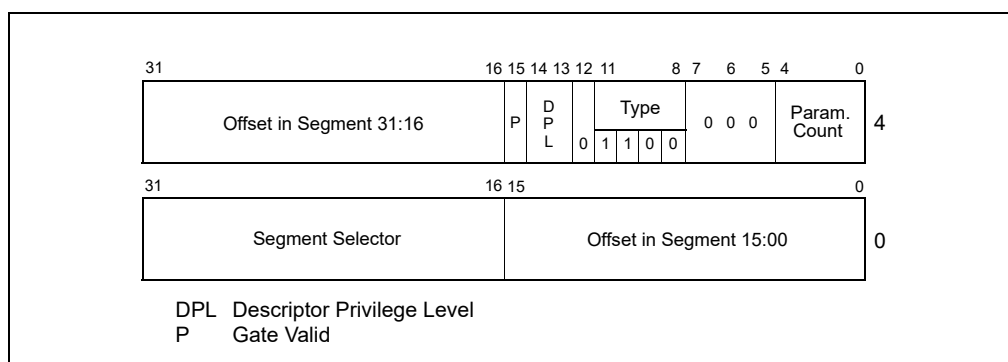 31 16 15 14 13 12 11 8 7 6 5 4 0
Offset in Segment 31:16 P D P L 0 Type 1 1 0 0 0 0 0 Param. Count 4
31 16 15 0
Segment Selector Offset in Segment 15:00 0
DPL Descriptor Privilege Level
P Gate Valid